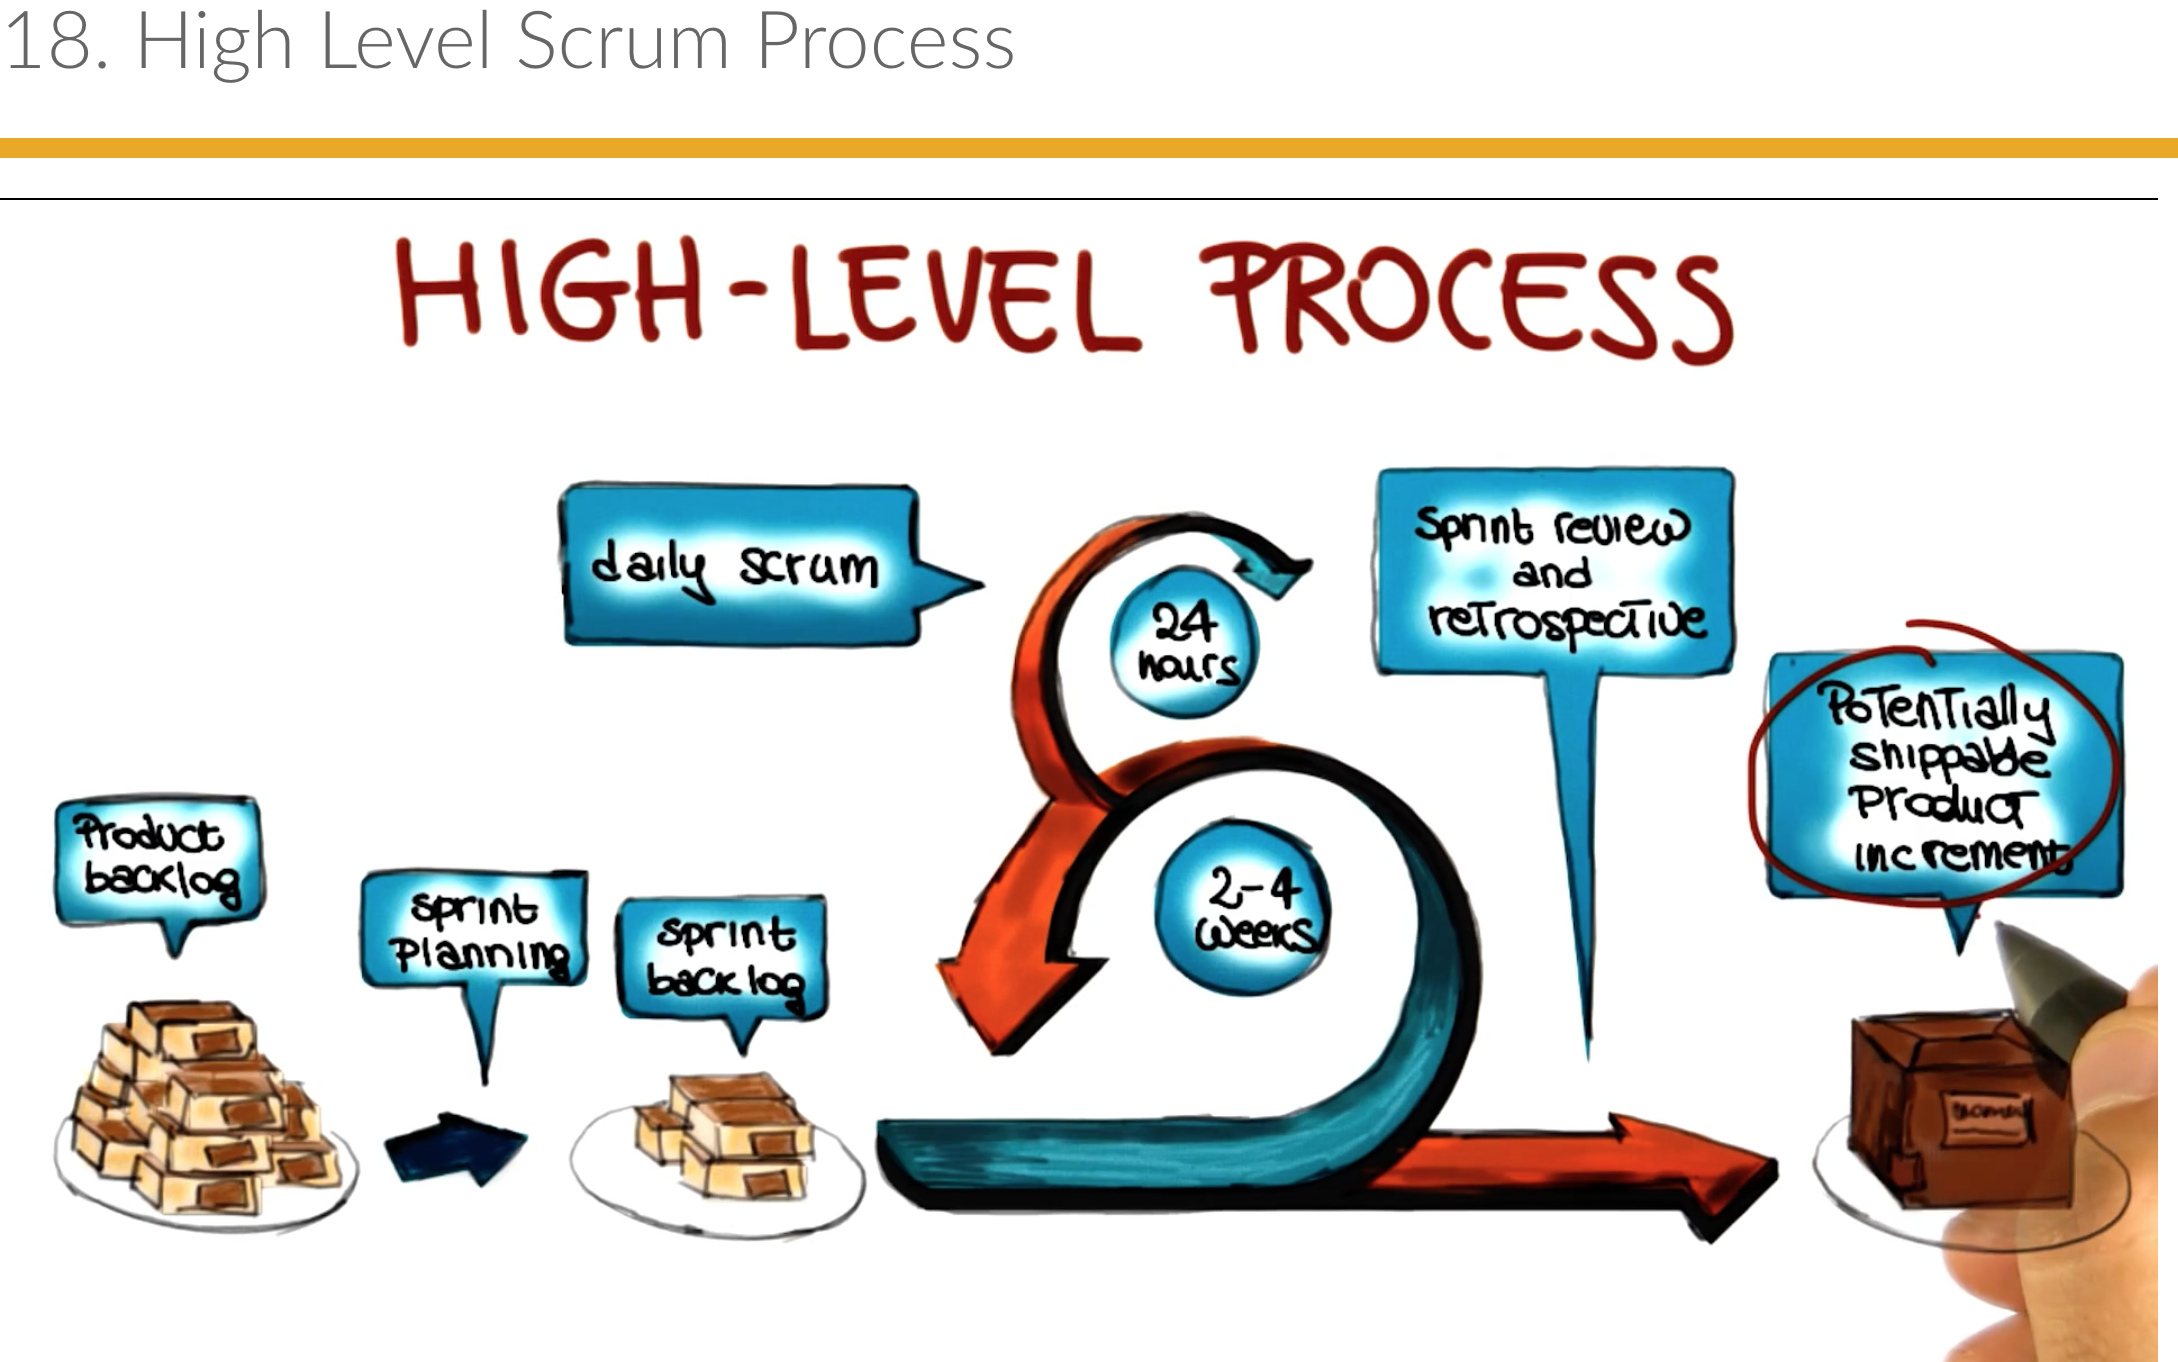 18. High Level Scrum Process
HIGH-LEVEL PROCESS
daily scrum
24
hours
Sprint review
and
retrospective
Potentially
shippable
product
increment
Product
backlog
sprint
planning
sprint
backlog
2-4
weeks